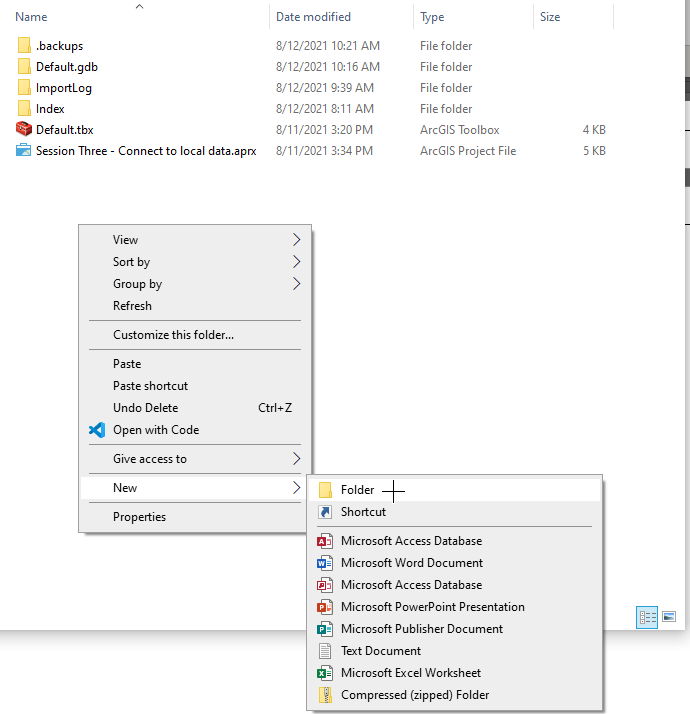 Name Date modified Type Size
.backups 8/12/2021 10:21 AM File folder
Default.gdb 8/12/2021 10:16 AM File folder
ImportLog 8/12/2021 9:39 AM File folder
Index 8/12/2021 8:11 AM File folder
Default.tbx 8/11/2021 3:20 PM ArcGIS Toolbox 4 KB
Session Three - Connect to local data.aprx 8/11/2021 3:34 PM ArcGIS Project File 5 KB
View
Sort by
Group by
Refresh
Customize this folder...
Paste
Paste shortcut
Undo Delete Ctrl+Z
Open with Code
Give access to
New
Properties
Folder
Shortcut
Microsoft Access Database
Microsoft Word Document
Microsoft Access Database
Microsoft PowerPoint Presentation
Microsoft Publisher Document
Text Document
Microsoft Excel Worksheet
Compressed (zipped) Folder